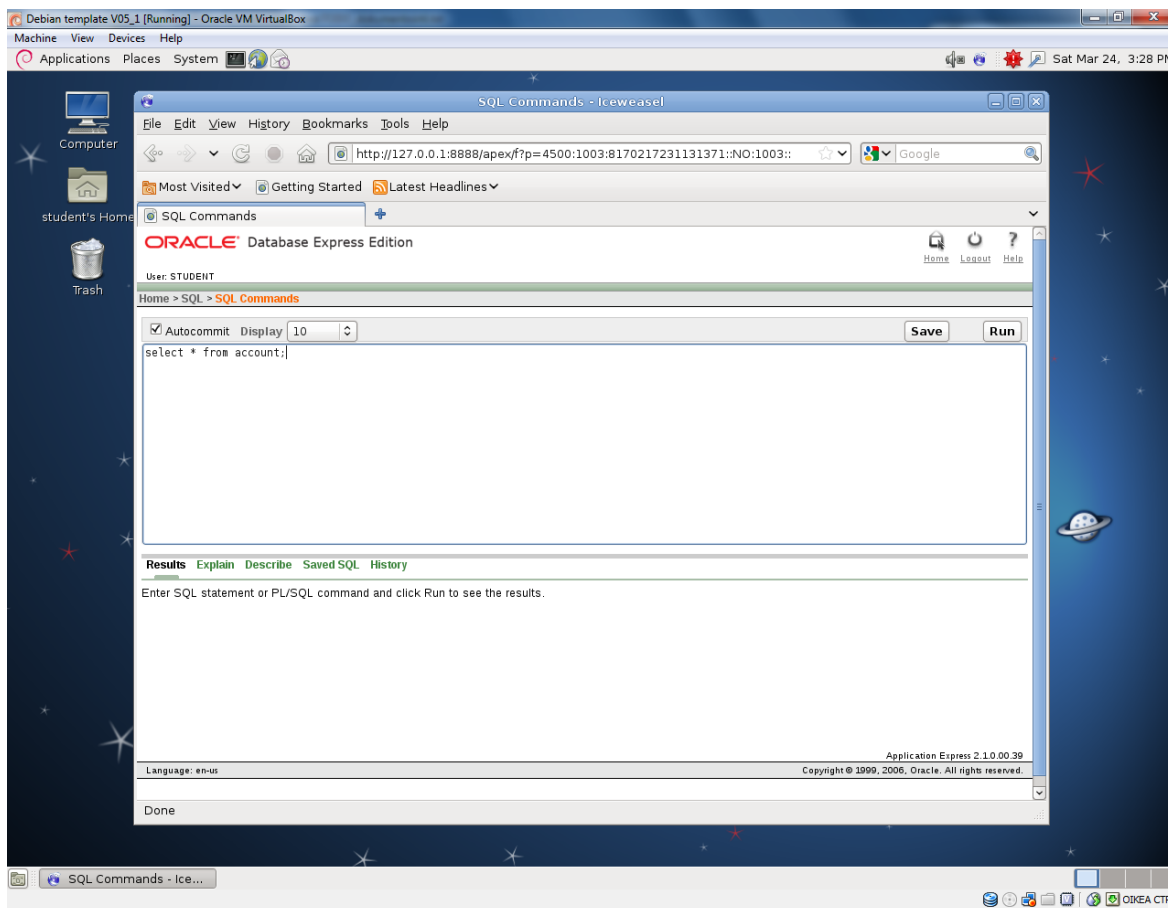 Debian template V05_1 [Running] - Oracle VM VirtualBox
Machine View Devices Help
Applications Places System
Sat Mar 24, 3:28 PM
Computer
student's Home
Trash
SQL Commands - Iceweasel
File Edit View History Bookmarks Tools Help
http://127.0.0.1:8888/apex/f?p=4500:1003:8170217231131371::NO:1003::
Google
Most Visited Getting Started Latest Headlines
SQL Commands
ORACLE Database Express Edition
Home Logout Help
User: STUDENT
Home > SQL > SQL Commands
Autocommit Display 10 Save Run
select * from account;
Results Explain Describe Saved SQL History
Enter SQL statement or PL/SQL command and click Run to see the results.
Application Express 2.1.0.00.39
Language: en-us Copyright © 1999, 2006, Oracle. All rights reserved.
Done
SQL Commands - Ice...
ΟΙΚΕΑ CTR